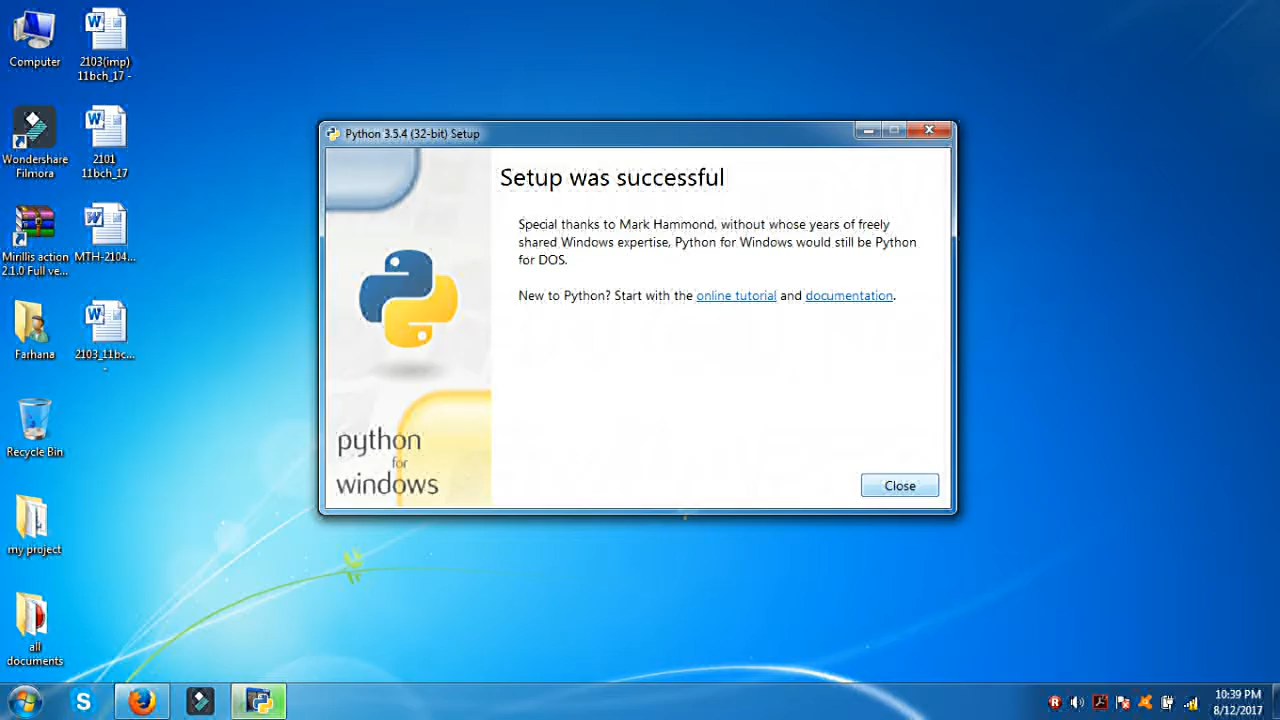 Computer
2103(imp)
11bch_17 -
Wondershare
Filmora
2101
11bch_17
Mirillis action
2.1.0 Full ve...
MTH-2104...
Farhana
2103_11bc...
-
Recycle Bin
my project
all
documents
Python 3.5.4 (32-bit) Setup
Setup was successful
Special thanks to Mark Hammond, without whose years of freely
shared Windows expertise, Python for Windows would still be Python
for DOS.
New to Python? Start with the online tutorial and documentation.
python
for
windows
Close
10:39 PM
8/12/2017